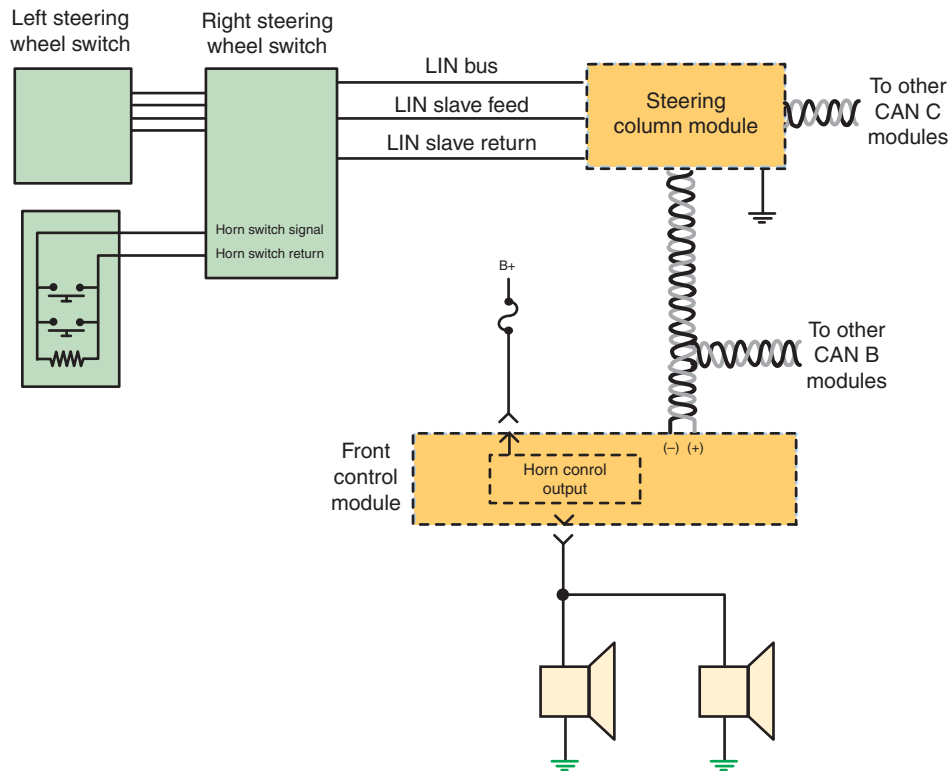 Left steering
wheel switch
Right steering
wheel switch
LIN bus
LIN slave feed
LIN slave return
Steering
column module
To other
CAN C
modules
Horn switch signal
Horn switch return
B+
To other
CAN B
modules
Front
control
module
(–) (+)
Horn conrol
output